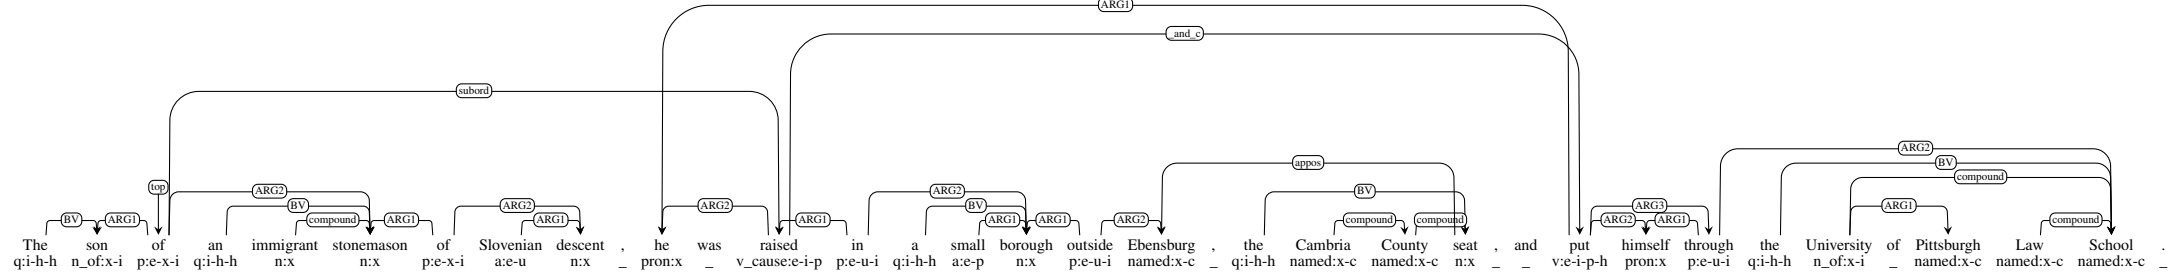 ARG1
_and_c
subord
ARG2 BV compound
appos
top ARG2 ARG2 BV ARG3
BV BV ARG2 ARG2 BV ARG1
BV ARG1 compound ARG1 ARG1 ARG1 ARG1 ARG1 ARG2 compound compound ARG2 ARG1 compound
The son of an immigrant stonemason of Slovenian descent , he was raised in a small borough outside Ebensburg , the Cambria County seat , and put himself through the University of Pittsburgh Law School .
q:i-h-h n_of:x-i p:e-x-i q:i-h-h n:x n:x p:e-x-i a:e-u n:x _ pron:x _ v_cause:e-i-p p:e-u-i q:i-h-h a:e-p n:x p:e-u-i named:x-c _ q:i-h-h named:x-c named:x-c n:x _ _ v:e-i-p-h pron:x p:e-u-i q:i-h-h n_of:x-i _ named:x-c named:x-c named:x-c _